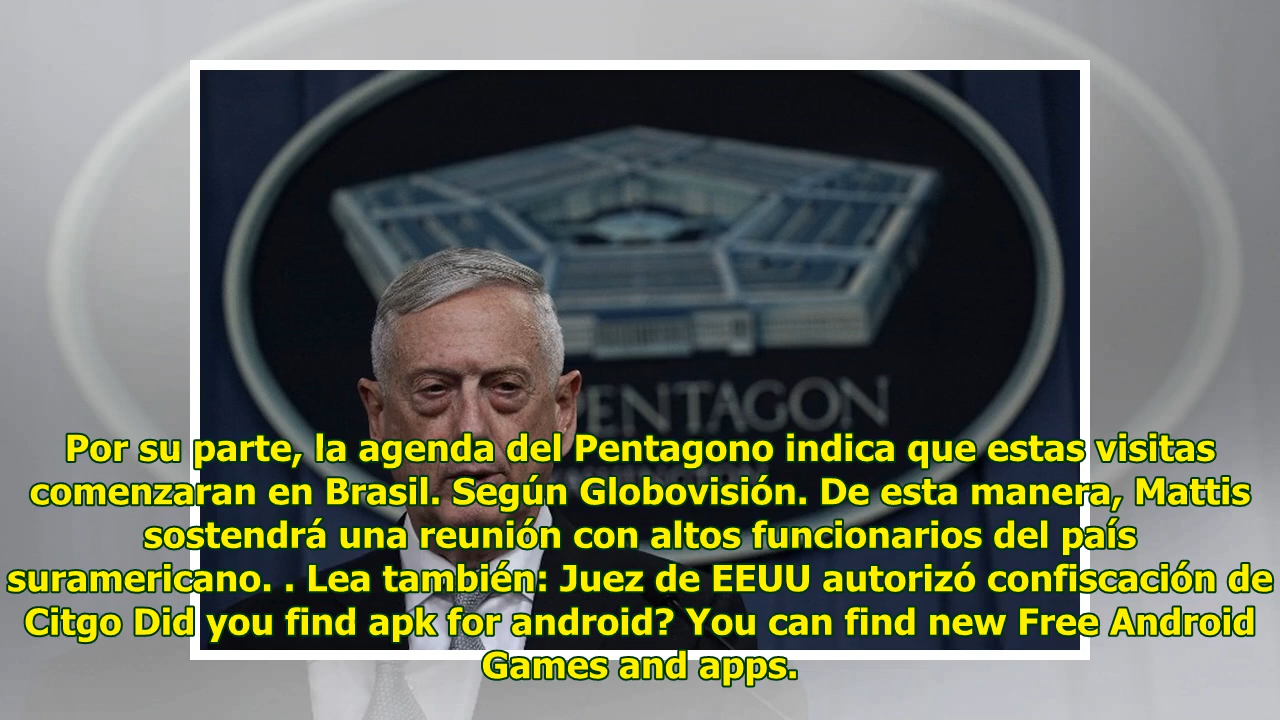 ENTAGON
Por su parte, la agenda del Pentagono indica que estas visitas
comenzaran en Brasil. Según Globovisión. De esta manera, Mattis
sostendrá una reunión con altos funcionarios del país
suramericano. . Lea también: Juez de EEUU autorizó confiscación de
Citgo Did you find apk for android? You can find new Free Android
Games and apps.